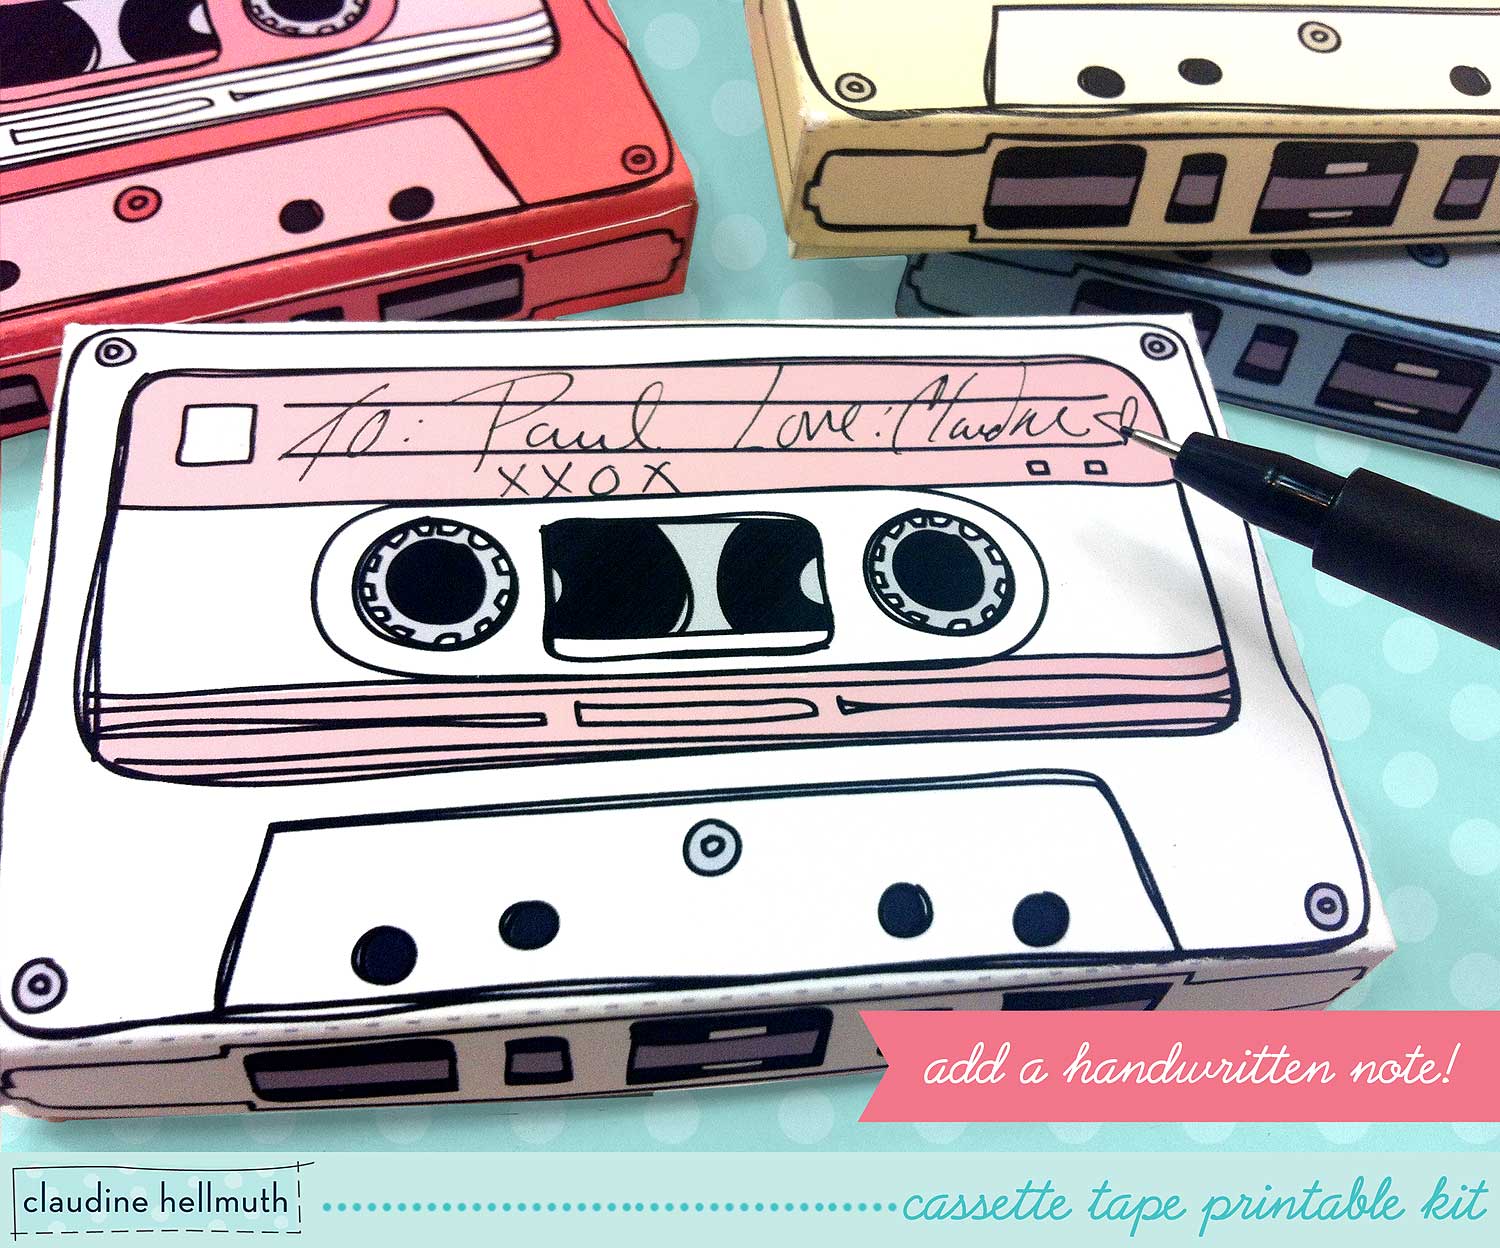 To: Paul Love: Claudine
XXOX
add a handwritten note!
claudine hellmuth
cassette tape printable kit